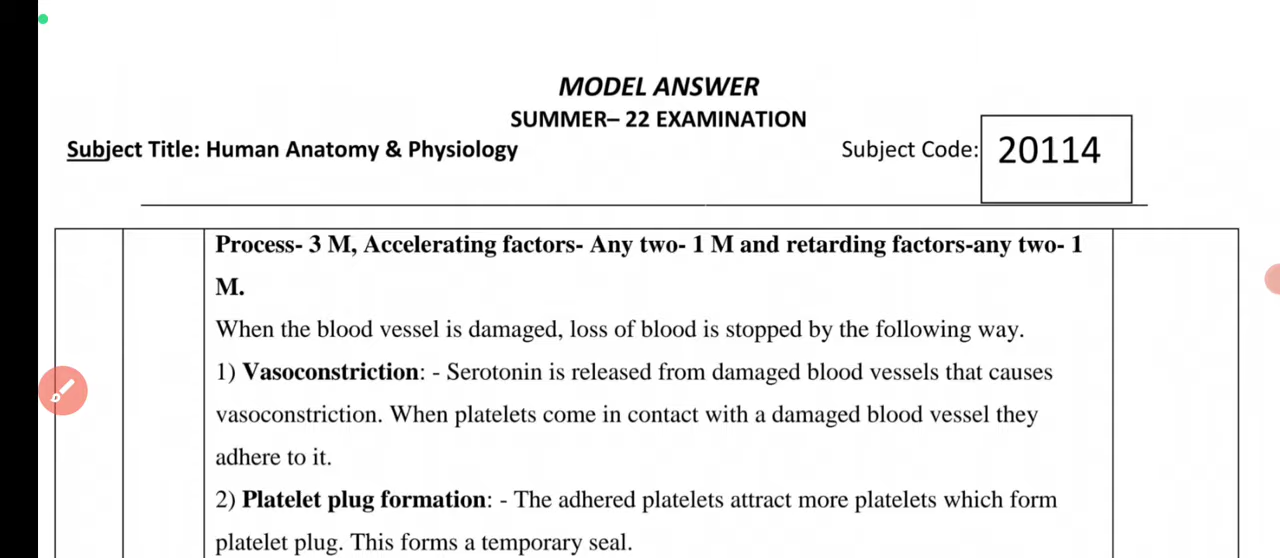 MODEL ANSWER
SUMMER– 22 EXAMINATION
Subject Title: Human Anatomy & Physiology
Subject Code: 20114
Process- 3 M, Accelerating factors- Any two- 1 M and retarding factors-any two- 1
M.
When the blood vessel is damaged, loss of blood is stopped by the following way.
1) Vasoconstriction: - Serotonin is released from damaged blood vessels that causes
vasoconstriction. When platelets come in contact with a damaged blood vessel they
adhere to it.
2) Platelet plug formation: - The adhered platelets attract more platelets which form
platelet plug. This forms a temporary seal.